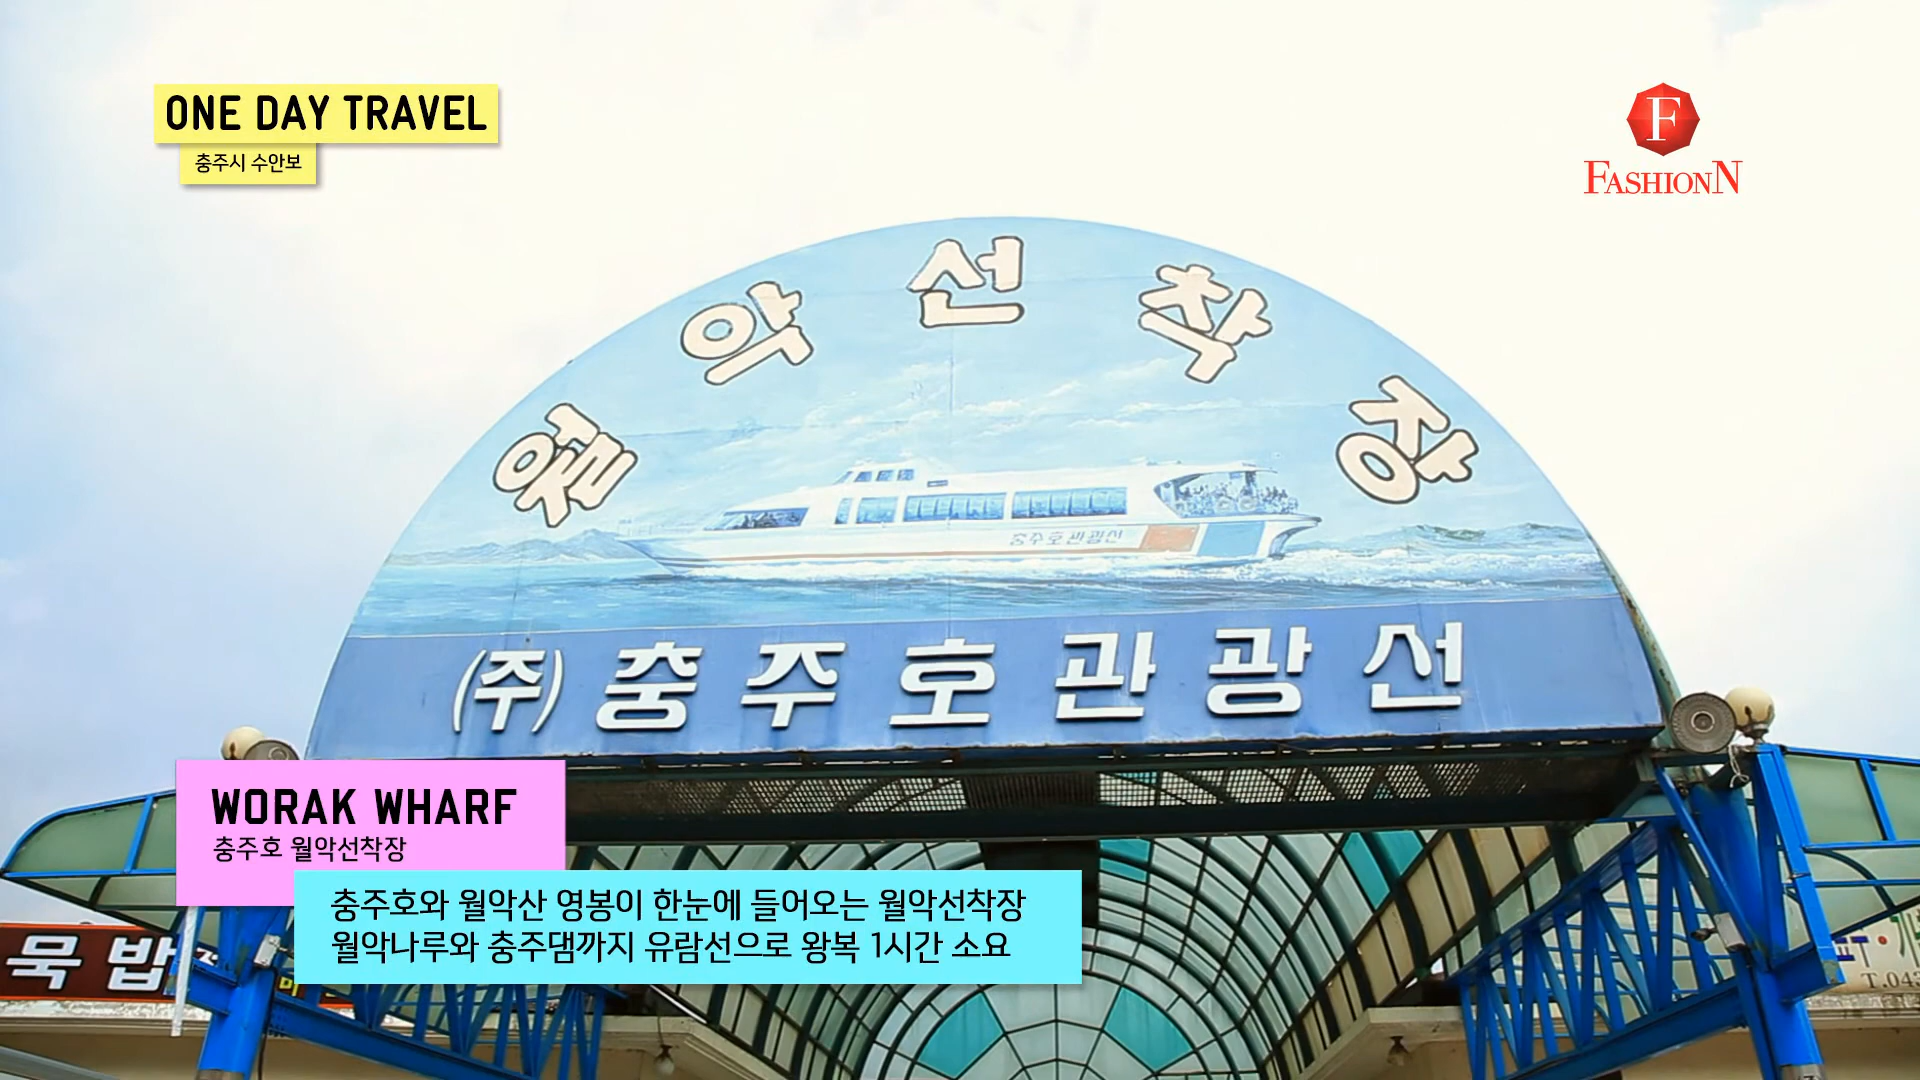 ONE DAY TRAVEL
충주시 수안보
F
FASHIONN
월악선착장
충주호관광선
(주)충주호관광선
WORAK WHARF
충주호 월악선착장
충주호와 월악산 영봉이 한눈에 들어오는 월악선착장
월악나루와 충주댐까지 유람선으로 왕복 1시간 소요
묵밥
T.043